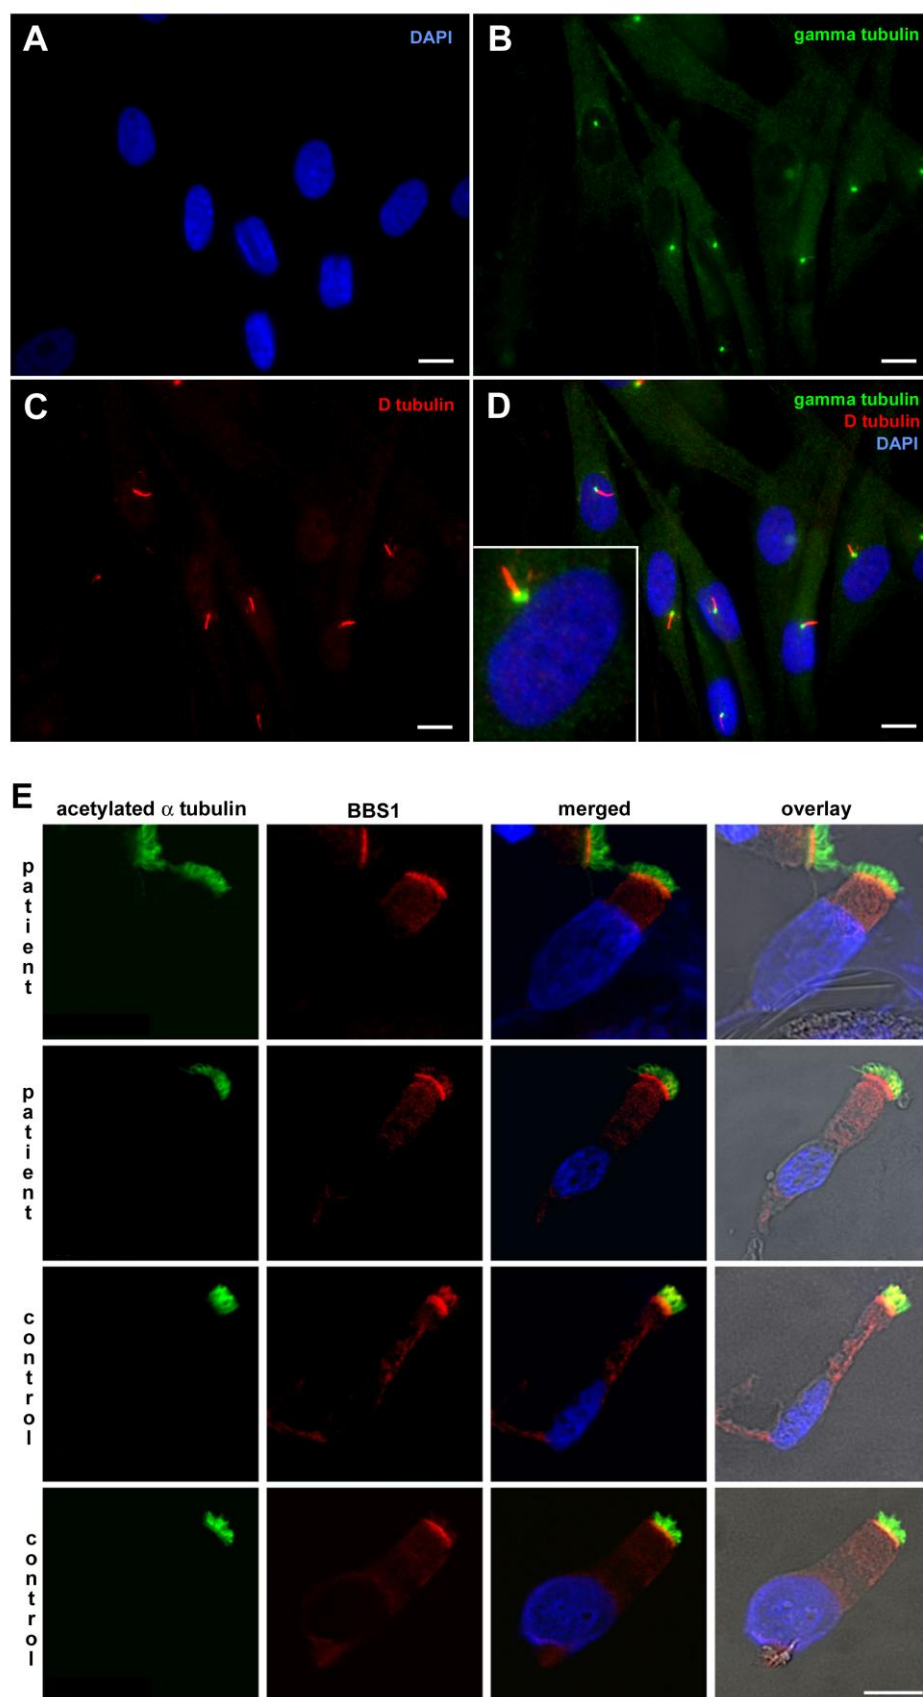 A
DAPI
B
gamma tubulin
C
D tubulin
D
gamma tubulin
D tubulin
DAPI
E
acetylated α tubulin
BBS1
merged
overlay
patient
patient
control
control